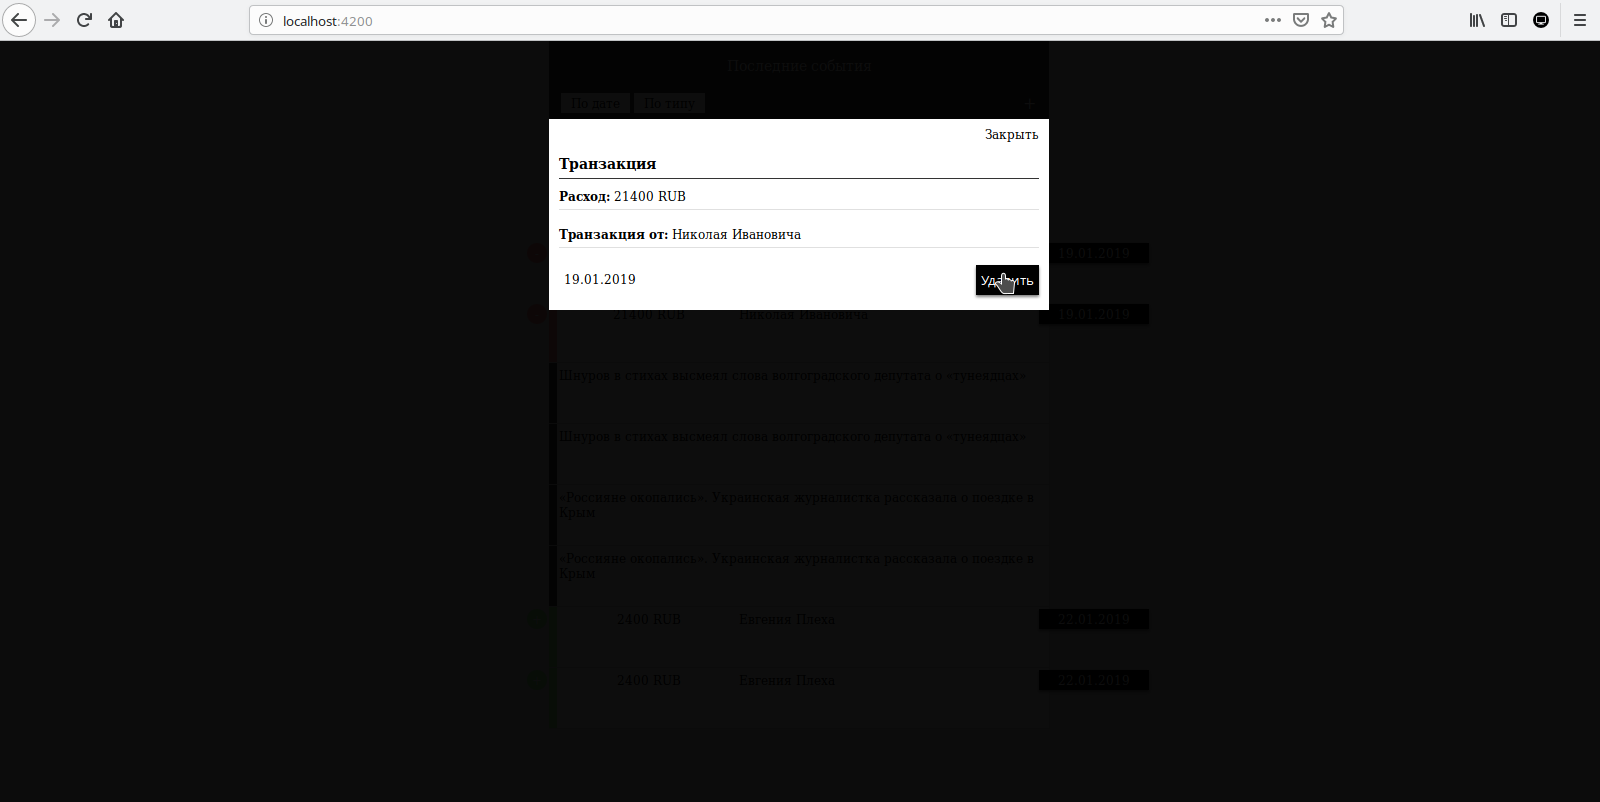 localhost:4200
Последние события
По дате По типу +
Закрыть
Транзакция
Расход: 21400 RUB
Транзакция от: Николая Ивановича
19.01.2019
19.01.2019 Удалить
21400 RUB Николая Ивановича 19.01.2019
Шнуров в стихах высмеял слова волгоградского депутата о «тунеядцах»
Шнуров в стихах высмеял слова волгоградского депутата о «тунеядцах»
«Россияне окопались». Украинская журналистка рассказала о поездке в
Крым
«Россияне окопались». Украинская журналистка рассказала о поездке в
Крым
2400 RUB Евгения Плеха 22.01.2019
2400 RUB Евгения Плеха 22.01.2019